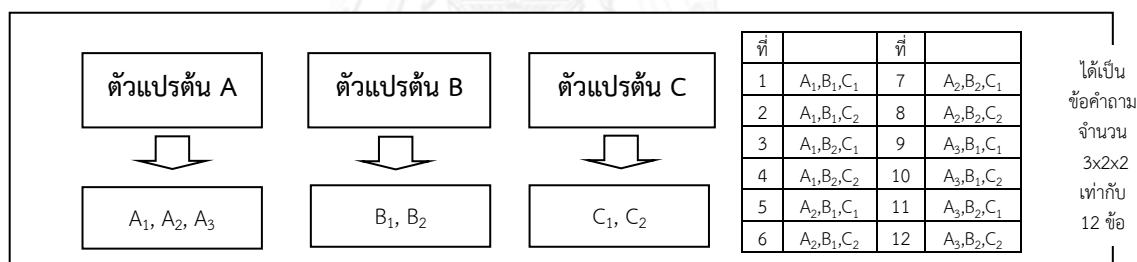 ตัวแปรต้น A
ตัวแปรต้น B
ตัวแปรต้น C
A₁, A₂, A₃
B₁, B₂
C₁, C₂
ที่ ที่
1 A₁,B₁,C₁ 7 A₂,B₂,C₁
2 A₁,B₁,C₂ 8 A₂,B₂,C₂
3 A₁,B₂,C₁ 9 A₃,B₁,C₁
4 A₁,B₂,C₂ 10 A₃,B₁,C₂
5 A₂,B₁,C₁ 11 A₃,B₂,C₁
6 A₂,B₁,C₂ 12 A₃,B₂,C₂
ได้เป็น
ข้อคำถาม
จำนวน
3x2x2
เท่ากับ
12 ข้อ